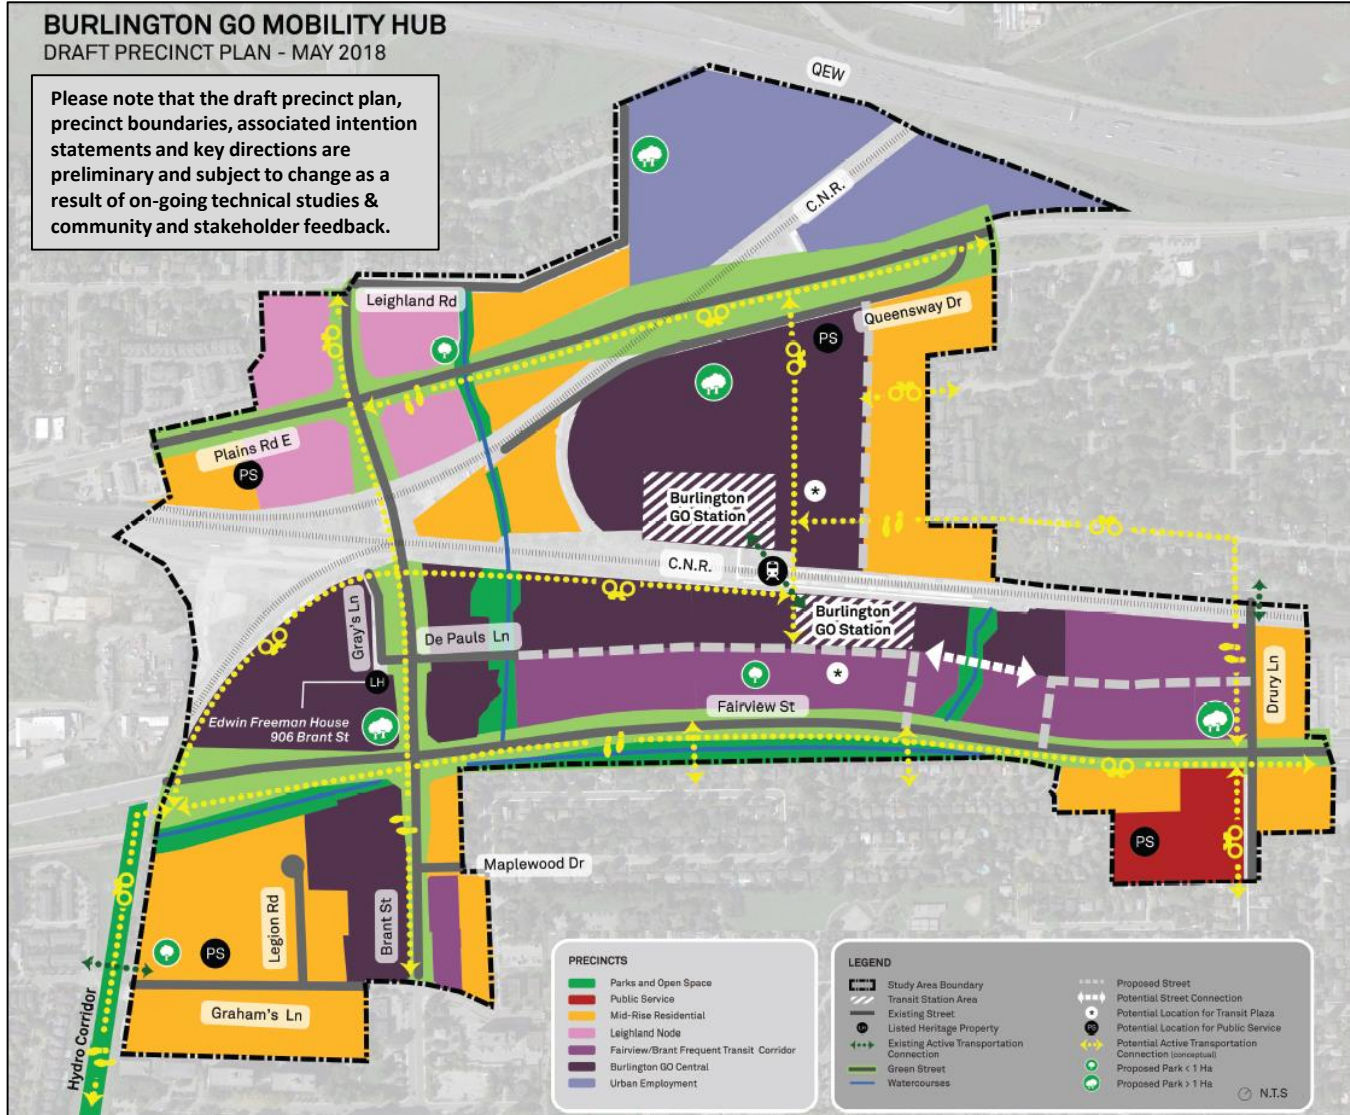 BURLINGTON GO MOBILITY HUB
DRAFT PRECINCT PLAN - MAY 2018
Please note that the draft precinct plan,
precinct boundaries, associated intention
statements and key directions are
preliminary and subject to change as a
result of on-going technical studies &
community and stakeholder feedback.
QEW
C.N.R.
Leighland Rd
Queensway Dr
PS
Plains Rd E
PS
Burlington
GO Station
*
C.N.R.
Burlington
GO Station
Gray's Ln
De Pauls Ln
LH
Edwin Freeman House
906 Brant St
*
Fairview St
Drury Ln
PS
Maplewood Dr
Brant St
Legion Rd
PS
Graham's Ln
Hydro Corridor
PRECINCTS
Parks and Open Space
Public Service
Mid-Rise Residential
Leighland Node
Fairview/Brant Frequent Transit Corridor
Burlington GO Central
Urban Employment
LEGEND
Study Area Boundary
Transit Station Area
Existing Street
LH Listed Heritage Property
Existing Active Transportation
Connection
Green Street
Watercourses
Proposed Street
Potential Street Connection
* Potential Location for Transit Plaza
PS Potential Location for Public Service
Potential Active Transportation
Connection (conceptual)
Proposed Park < 1 Ha
Proposed Park > 1 Ha
N.T.S